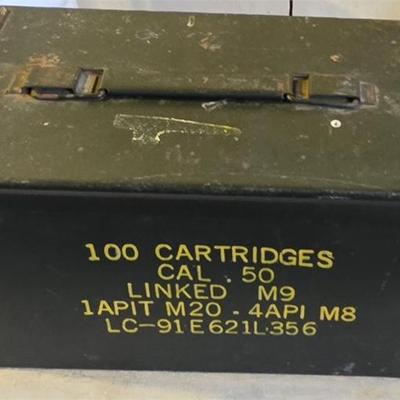 100 CARTRIDGES
CAL .50
LINKED M9
1APIT M20 - 4API M8
LC-91E621L356